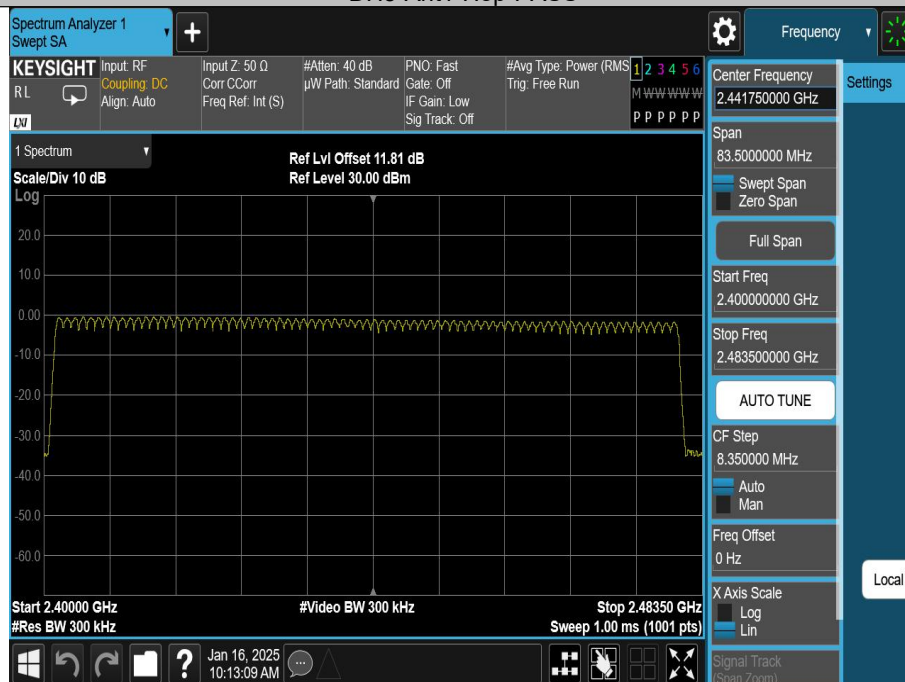 Spectrum Analyzer 1
Swept SA
Frequency
KEYSIGHT
RL
LXI
Input: RF
Coupling: DC
Align: Auto
Input Z: 50 Ω
Corr CCorr
Freq Ref: Int (S)
#Atten: 40 dB
µW Path: Standard
PNO: Fast
Gate: Off
IF Gain: Low
Sig Track: Off
#Avg Type: Power (RMS
Trig: Free Run
1 2 3 4 5 6
M W W W W W
P P P P P P
Center Frequency
2.441750000 GHz
Settings
Span
83.5000000 MHz
Swept Span
Zero Span
Full Span
Start Freq
2.400000000 GHz
Stop Freq
2.483500000 GHz
AUTO TUNE
CF Step
8.350000 MHz
Auto
Man
Freq Offset
0 Hz
X Axis Scale
Log
Lin
Signal Track
(Span Zoom)
Local
1 Spectrum
Scale/Div 10 dB
Ref Lvl Offset 11.81 dB
Ref Level 30.00 dBm
Log
20.0
10.0
0.00
-10.0
-20.0
-30.0
-40.0
-50.0
-60.0
Start 2.40000 GHz
#Video BW 300 kHz
Stop 2.48350 GHz
#Res BW 300 kHz
Sweep 1.00 ms (1001 pts)
?
Jan 16, 2025
10:13:09 AM